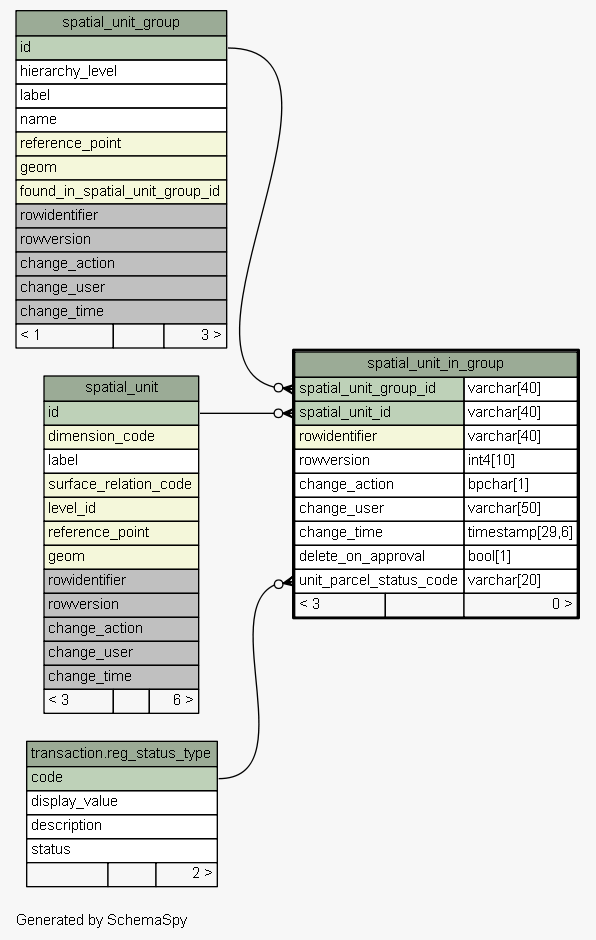 spatial_unit_group
id
hierarchy_level
label
name
reference_point
geom
found_in_spatial_unit_group_id
rowidentifier
rowversion
change_action
change_user
change_time
< 1 3 >
spatial_unit
id
dimension_code
label
surface_relation_code
level_id
reference_point
geom
rowidentifier
rowversion
change_action
change_user
change_time
< 3 6 >
transaction.reg_status_type
code
display_value
description
status
2 >
spatial_unit_in_group
spatial_unit_group_id varchar[40]
spatial_unit_id varchar[40]
rowidentifier varchar[40]
rowversion int4[10]
change_action bpchar[1]
change_user varchar[50]
change_time timestamp[29,6]
delete_on_approval bool[1]
unit_parcel_status_code varchar[20]
< 3 0 >
Generated by SchemaSpy